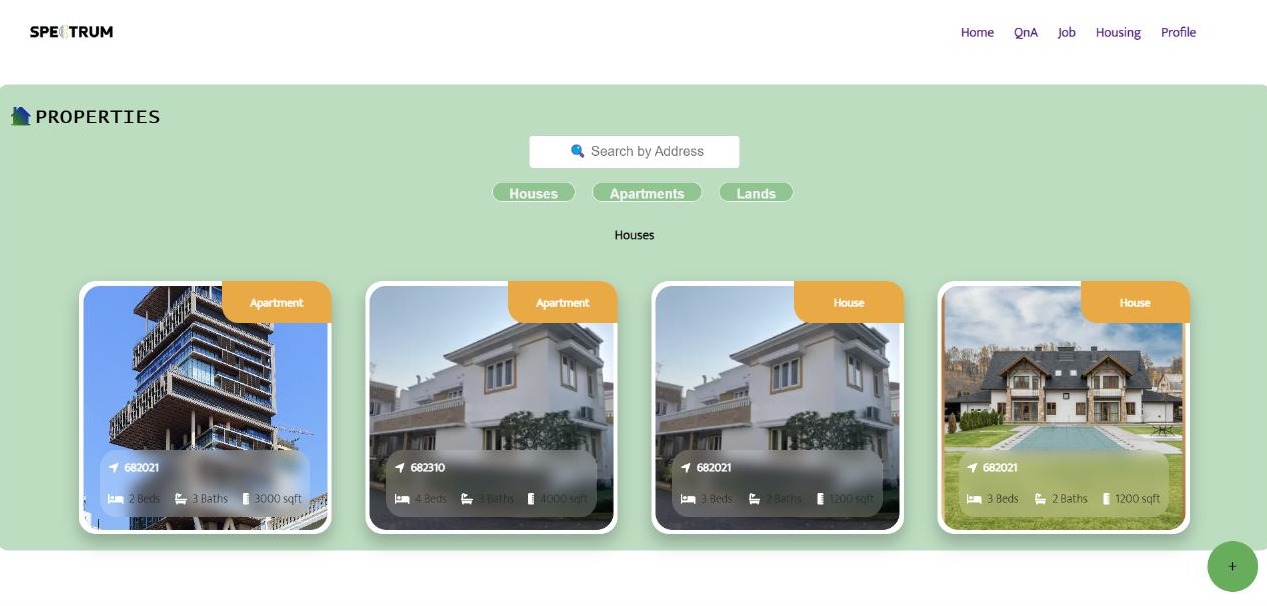 SPECTRUM
Home QnA Job Housing Profile
PROPERTIES
Search by Address
Houses Apartments Lands
Houses
Apartment
682021
2 Beds 3 Baths 3000 sqft
Apartment
682310
4 Beds 3 Baths 4000 sqft
House
682021
3 Beds 2 Baths 1200 sqft
House
682021
3 Beds 2 Baths 1200 sqft
+